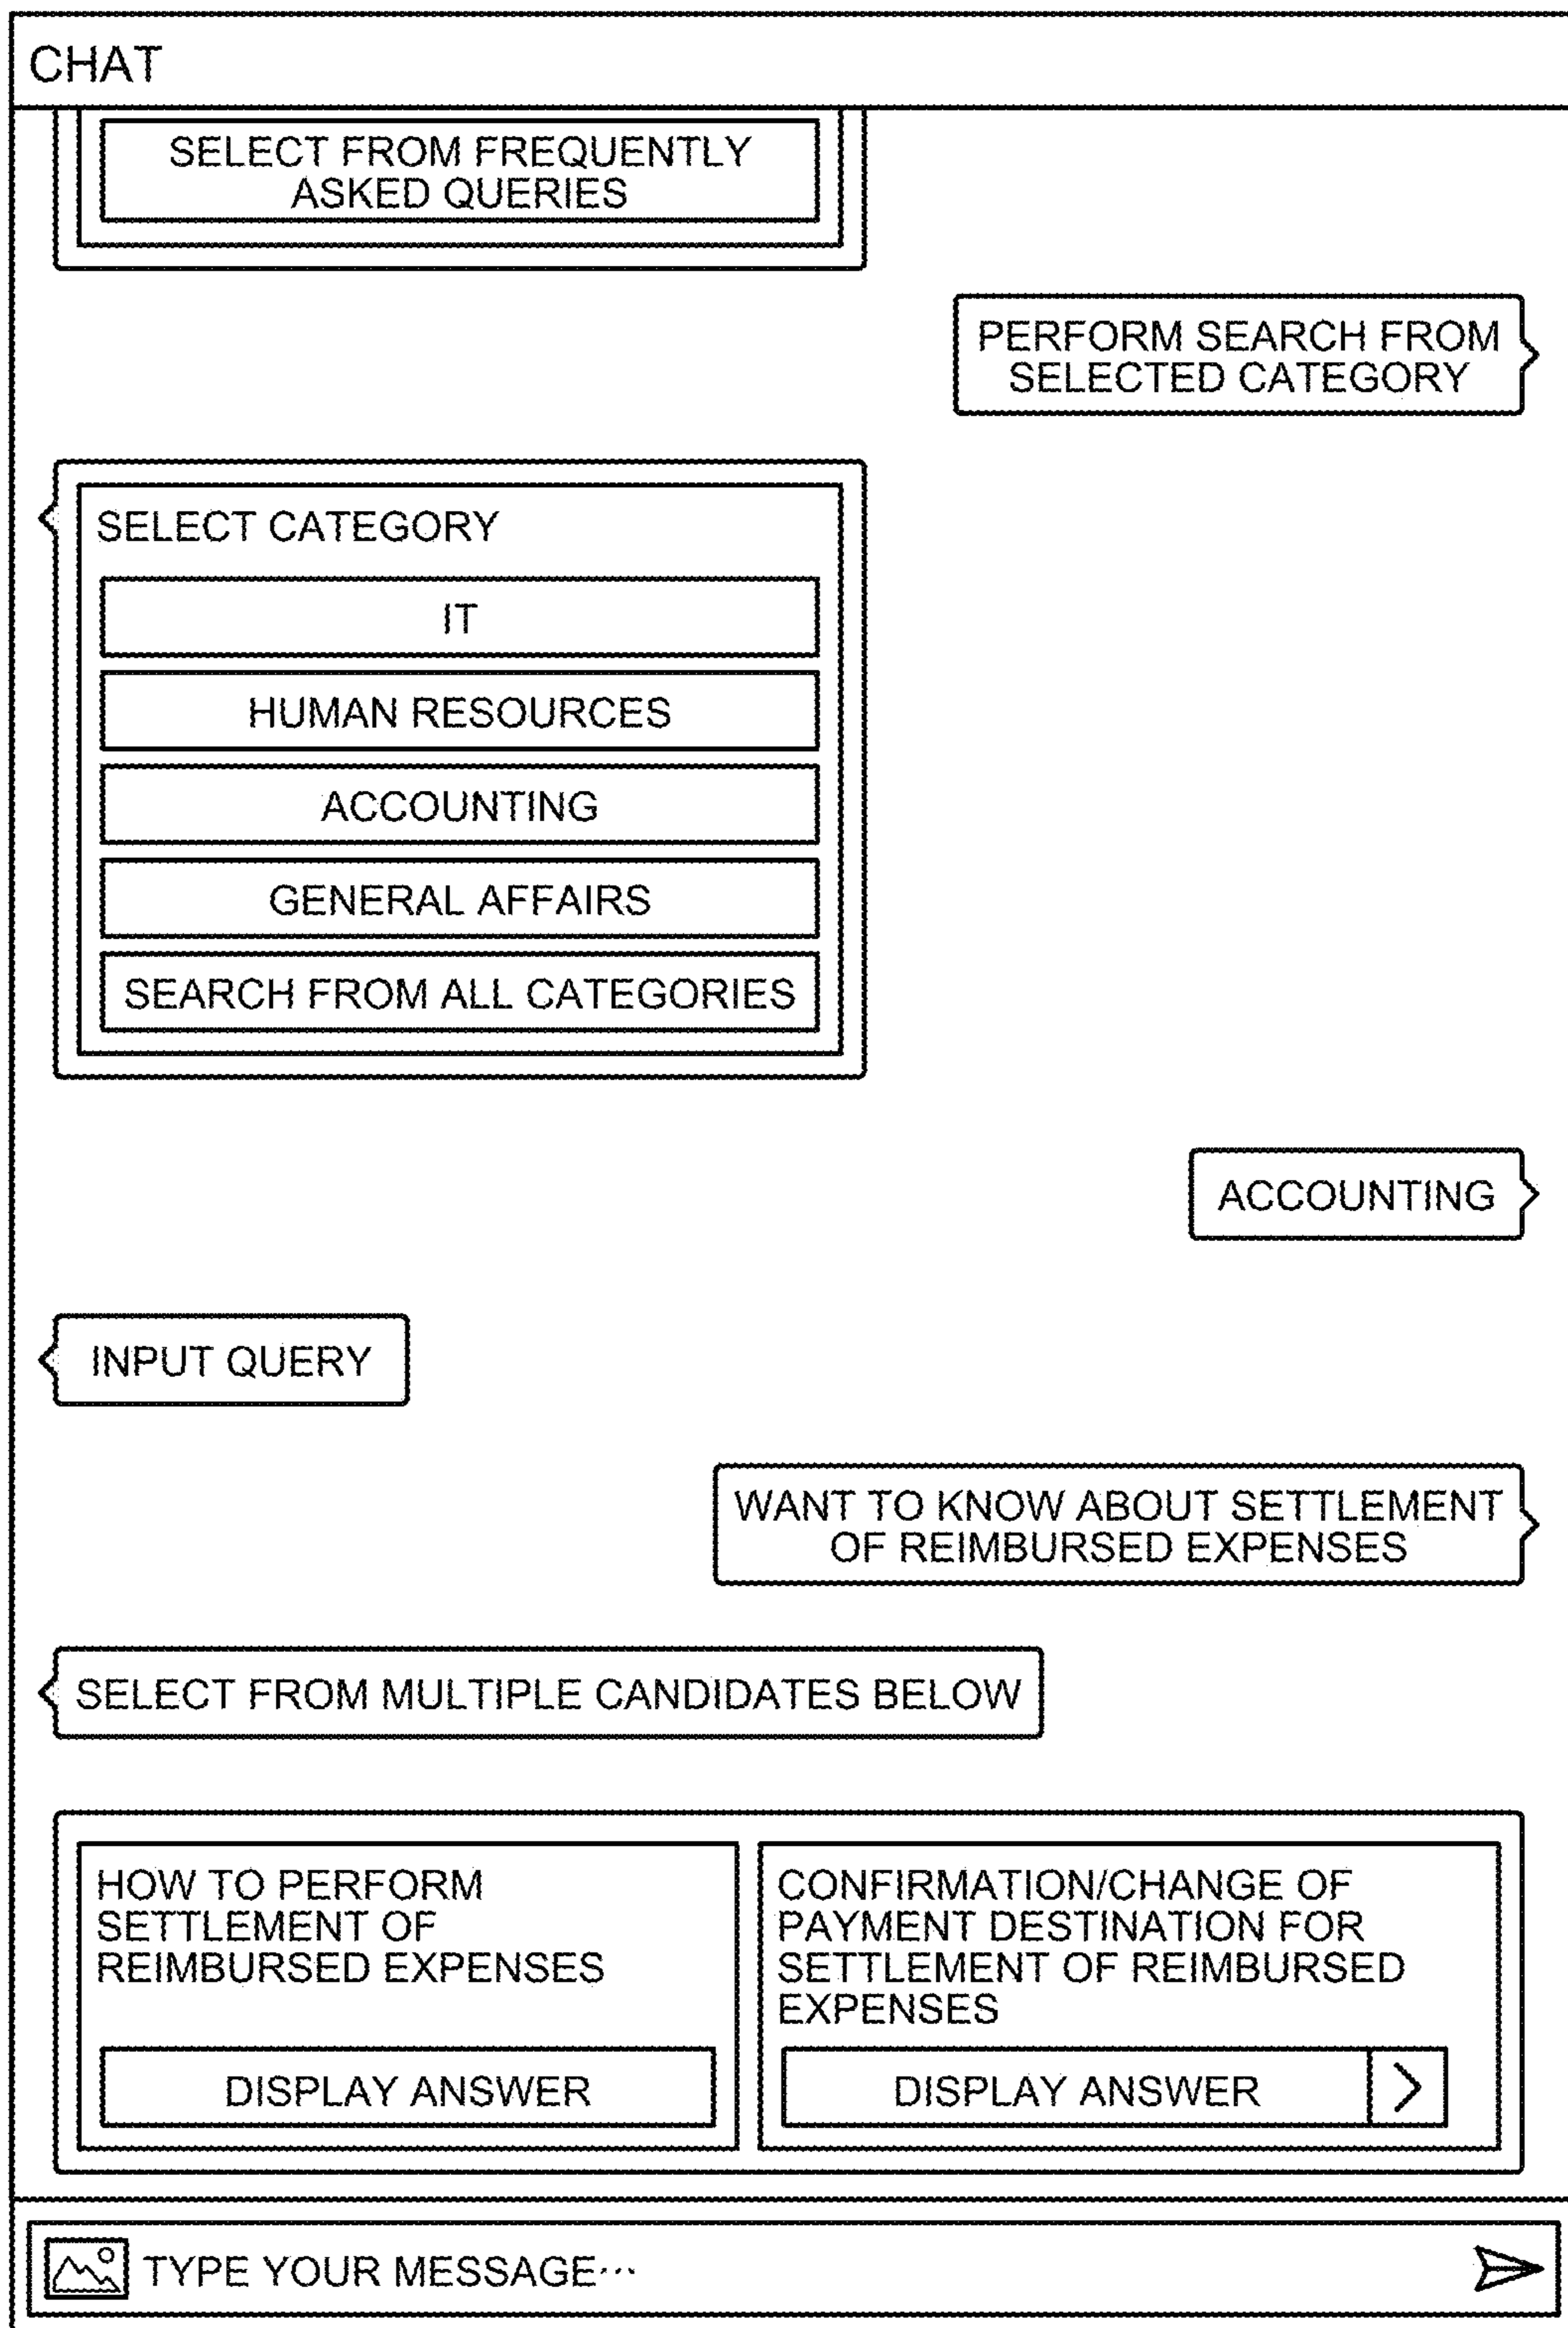 CHAT
SELECT FROM FREQUENTLY
ASKED QUERIES
PERFORM SEARCH FROM
SELECTED CATEGORY
SELECT CATEGORY
IT
HUMAN RESOURCES
ACCOUNTING
GENERAL AFFAIRS
SEARCH FROM ALL CATEGORIES
ACCOUNTING
INPUT QUERY
WANT TO KNOW ABOUT SETTLEMENT
OF REIMBURSED EXPENSES
SELECT FROM MULTIPLE CANDIDATES BELOW
HOW TO PERFORM
SETTLEMENT OF
REIMBURSED EXPENSES
DISPLAY ANSWER
CONFIRMATION/CHANGE OF
PAYMENT DESTINATION FOR
SETTLEMENT OF REIMBURSED
EXPENSES
DISPLAY ANSWER
TYPE YOUR MESSAGE···